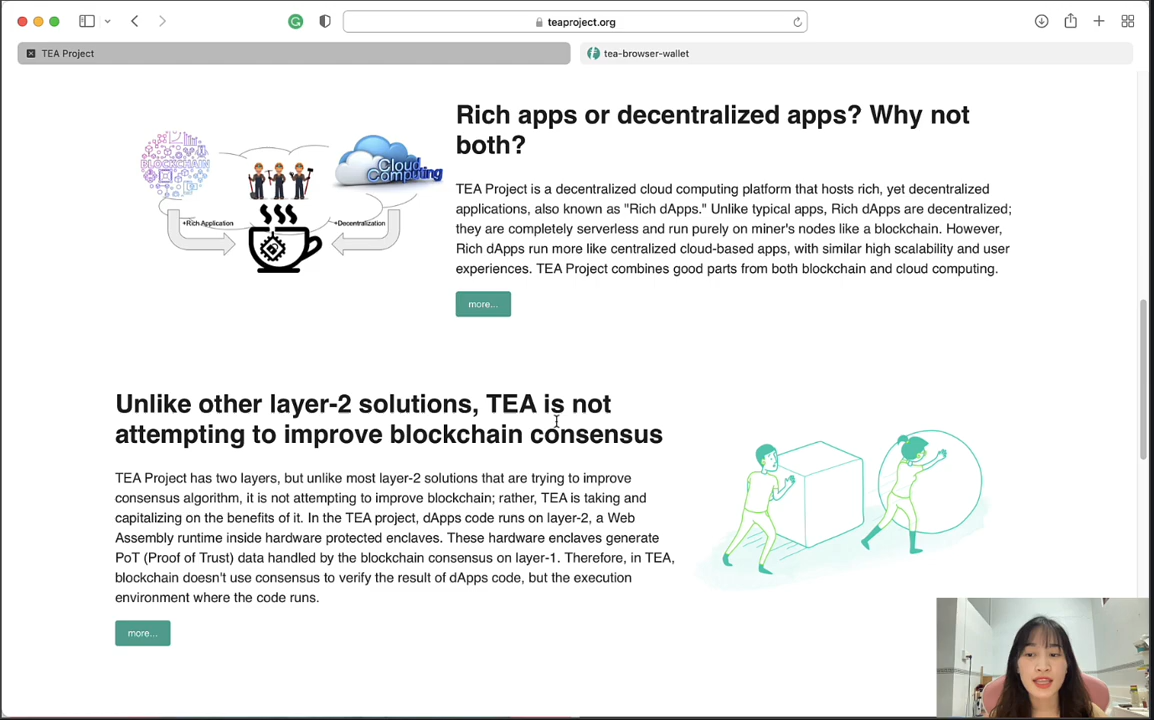 teaproject.org
TEA Project
tea-browser-wallet
Rich apps or decentralized apps? Why not
both?
BLOCKCHAIN
Cloud
Computing
+Rich Application
+Decentralization
TEA Project is a decentralized cloud computing platform that hosts rich, yet decentralized
applications, also known as "Rich dApps." Unlike typical apps, Rich dApps are decentralized;
they are completely serverless and run purely on miner's nodes like a blockchain. However,
Rich dApps run more like centralized cloud-based apps, with similar high scalability and user
experiences. TEA Project combines good parts from both blockchain and cloud computing.
more...
Unlike other layer-2 solutions, TEA is not
attempting to improve blockchain consensus
TEA Project has two layers, but unlike most layer-2 solutions that are trying to improve
consensus algorithm, it is not attempting to improve blockchain; rather, TEA is taking and
capitalizing on the benefits of it. In the TEA project, dApps code runs on layer-2, a Web
Assembly runtime inside hardware protected enclaves. These hardware enclaves generate
PoT (Proof of Trust) data handled by the blockchain consensus on layer-1. Therefore, in TEA,
blockchain doesn't use consensus to verify the result of dApps code, but the execution
environment where the code runs.
more...